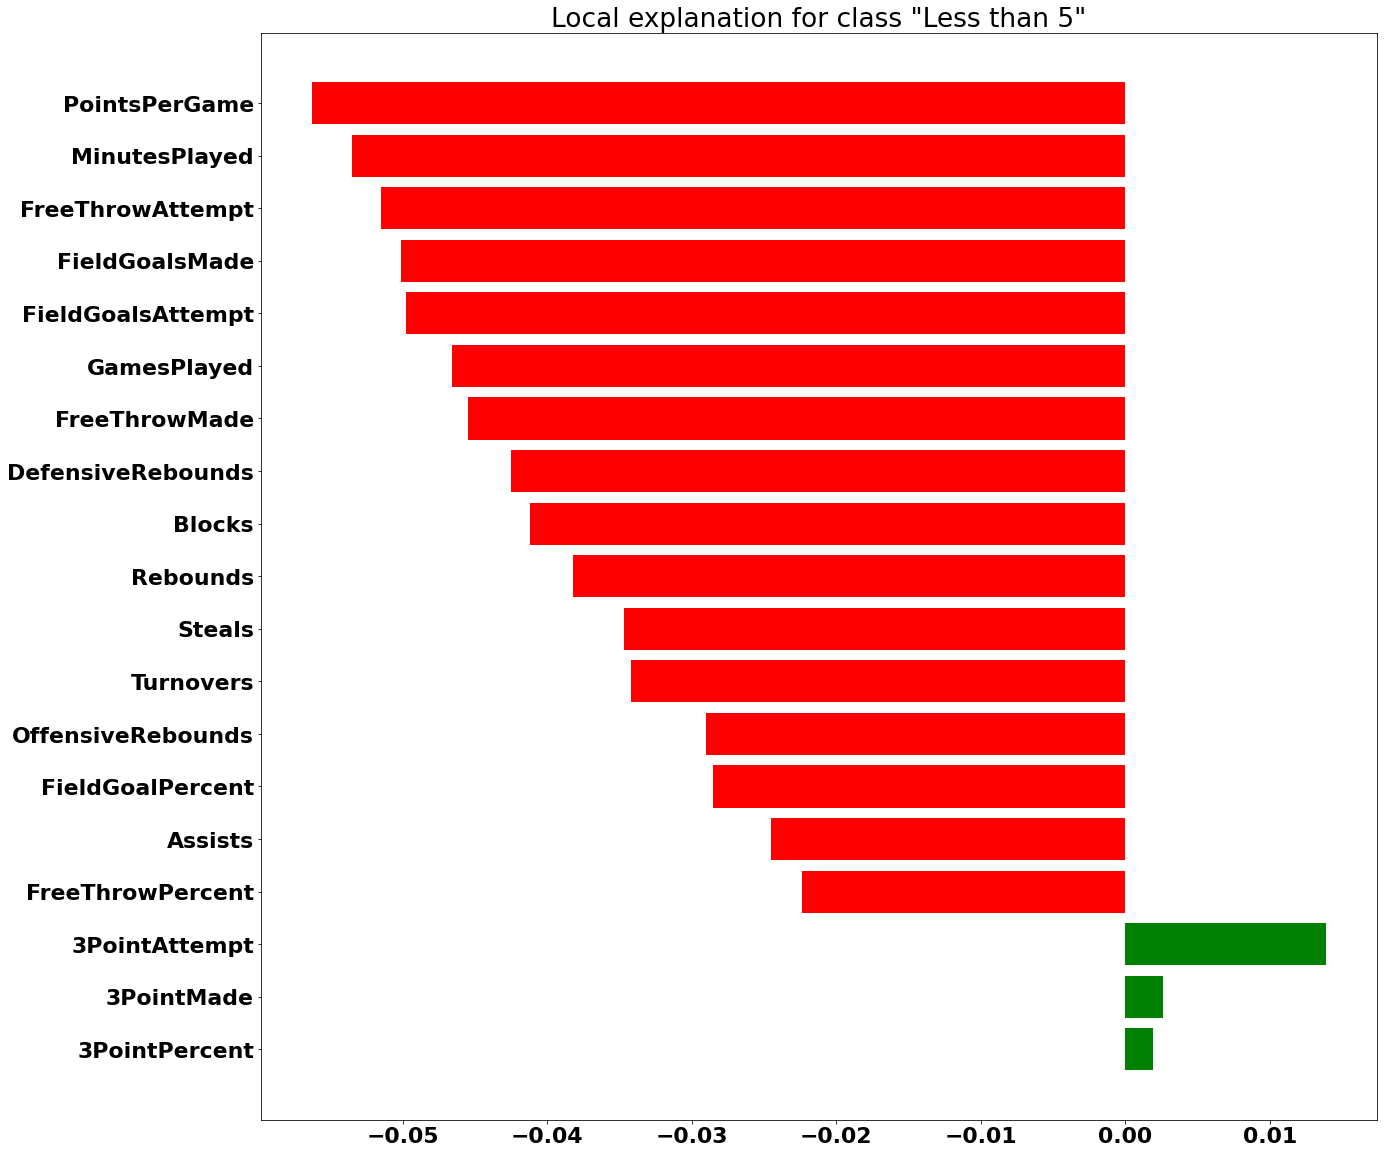 Local explanation for class "Less than 5"
PointsPerGame
MinutesPlayed
FreeThrowAttempt
FieldGoalsMade
FieldGoalsAttempt
GamesPlayed
FreeThrowMade
DefensiveRebounds
Blocks
Rebounds
Steals
Turnovers
OffensiveRebounds
FieldGoalPercent
Assists
FreeThrowPercent
3PointAttempt
3PointMade
3PointPercent
−0.05 −0.04 −0.03 −0.02 −0.01 0.00 0.01